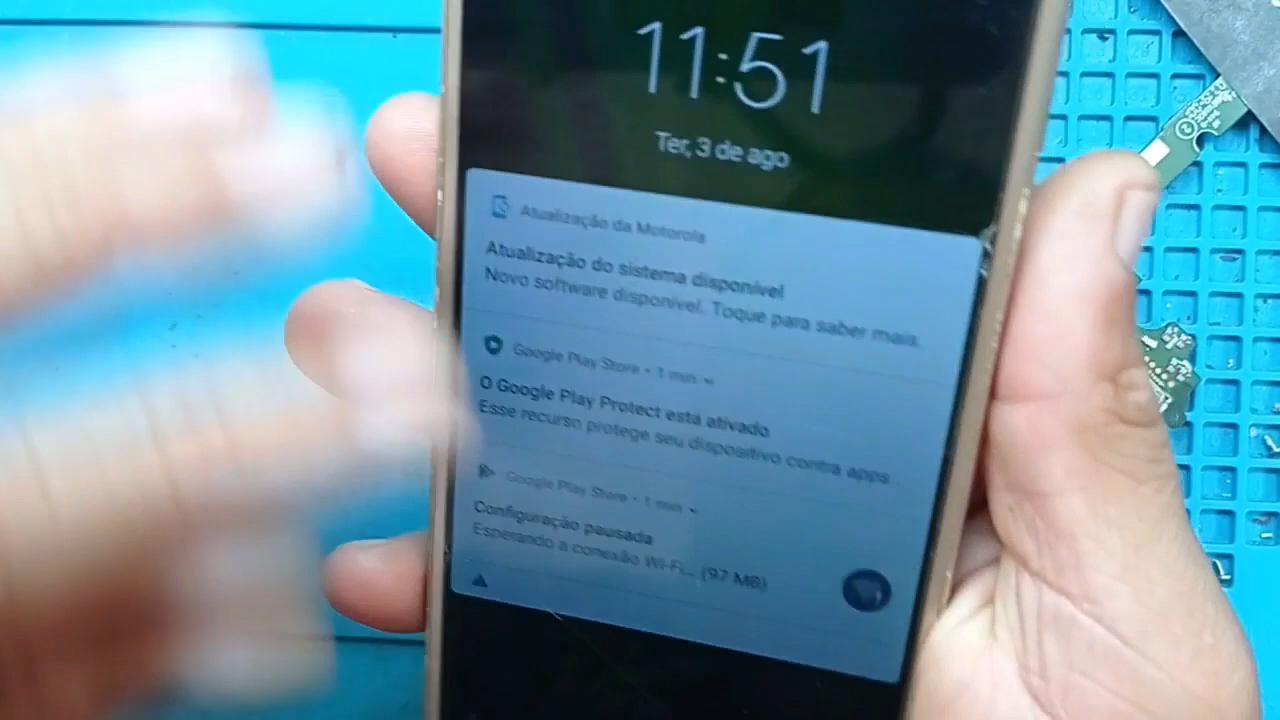 11:51
Ter, 3 de ago
Atualização da Motorola
Atualização do sistema disponível
Novo software disponível. Toque para saber mais.
Google Play Store • 1 min
O Google Play Protect está ativado
Esse recurso protege seu dispositivo contra apps
Google Play Store • 1 min
Configuração pausada
Esperando a conexão Wi-Fi... (97 MB)